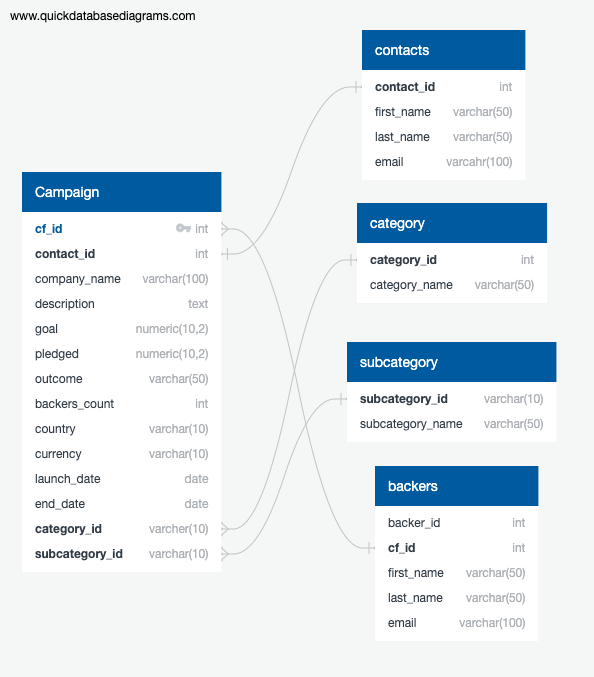 www.quickdatabasediagrams.com
contacts
contact_id int
first_name varchar(50)
last_name varchar(50)
email varcahr(100)
Campaign
cf_id int
contact_id int
company_name varchar(100)
description text
goal numeric(10,2)
pledged numeric(10,2)
outcome varchar(50)
backers_count int
country varchar(10)
currency varchar(10)
launch_date date
end_date date
category_id varcher(10)
subcategory_id varchar(10)
category
category_id int
category_name varchar(50)
subcategory
subcategory_id varchar(10)
subcategory_name varchar(50)
backers
backer_id int
cf_id int
first_name varchar(50)
last_name varchar(50)
email varchar(100)